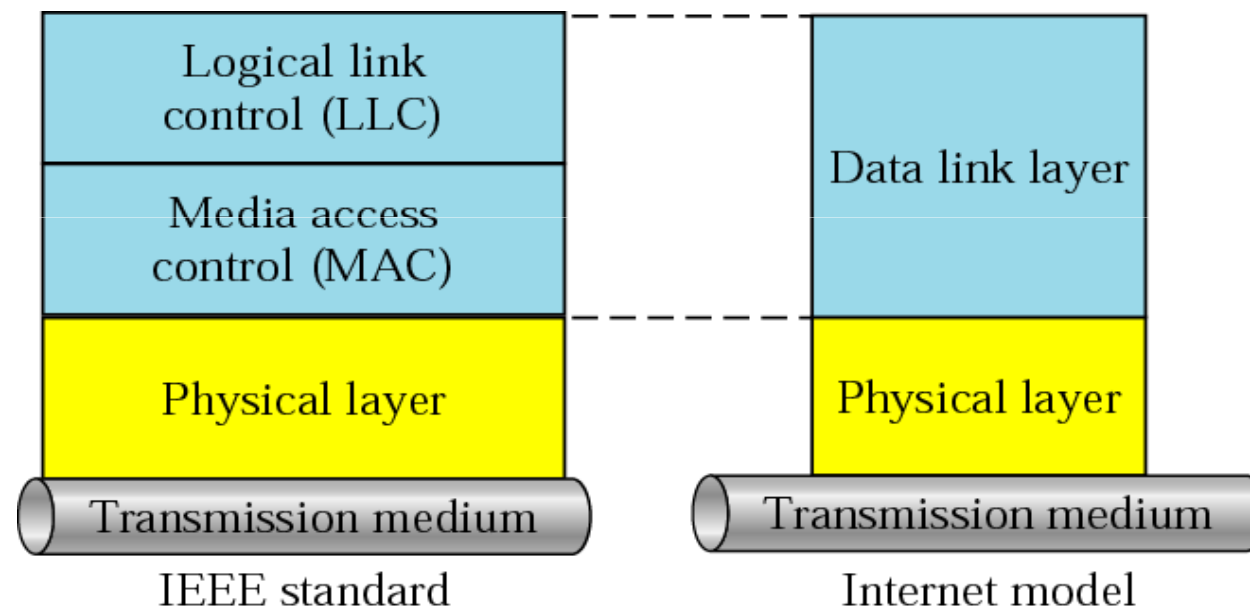 Logical link
control (LLC)
Media access
control (MAC)
Physical layer
Transmission medium
IEEE standard
Data link layer
Physical layer
Transmission medium
Internet model